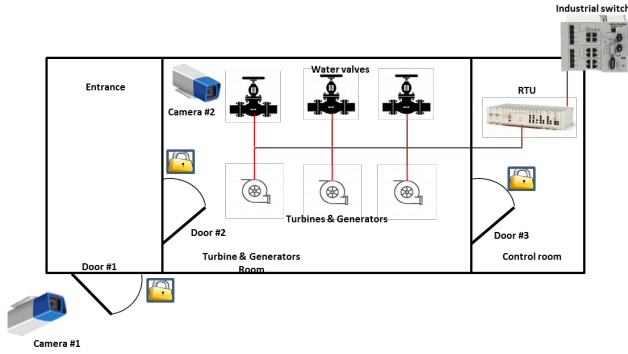 Industrial switch
Entrance
Water valves
RTU
Camera #2
Turbines & Generators
Door #2
Door #3
Turbine & Generators
Room
Control room
Door #1
Camera #1